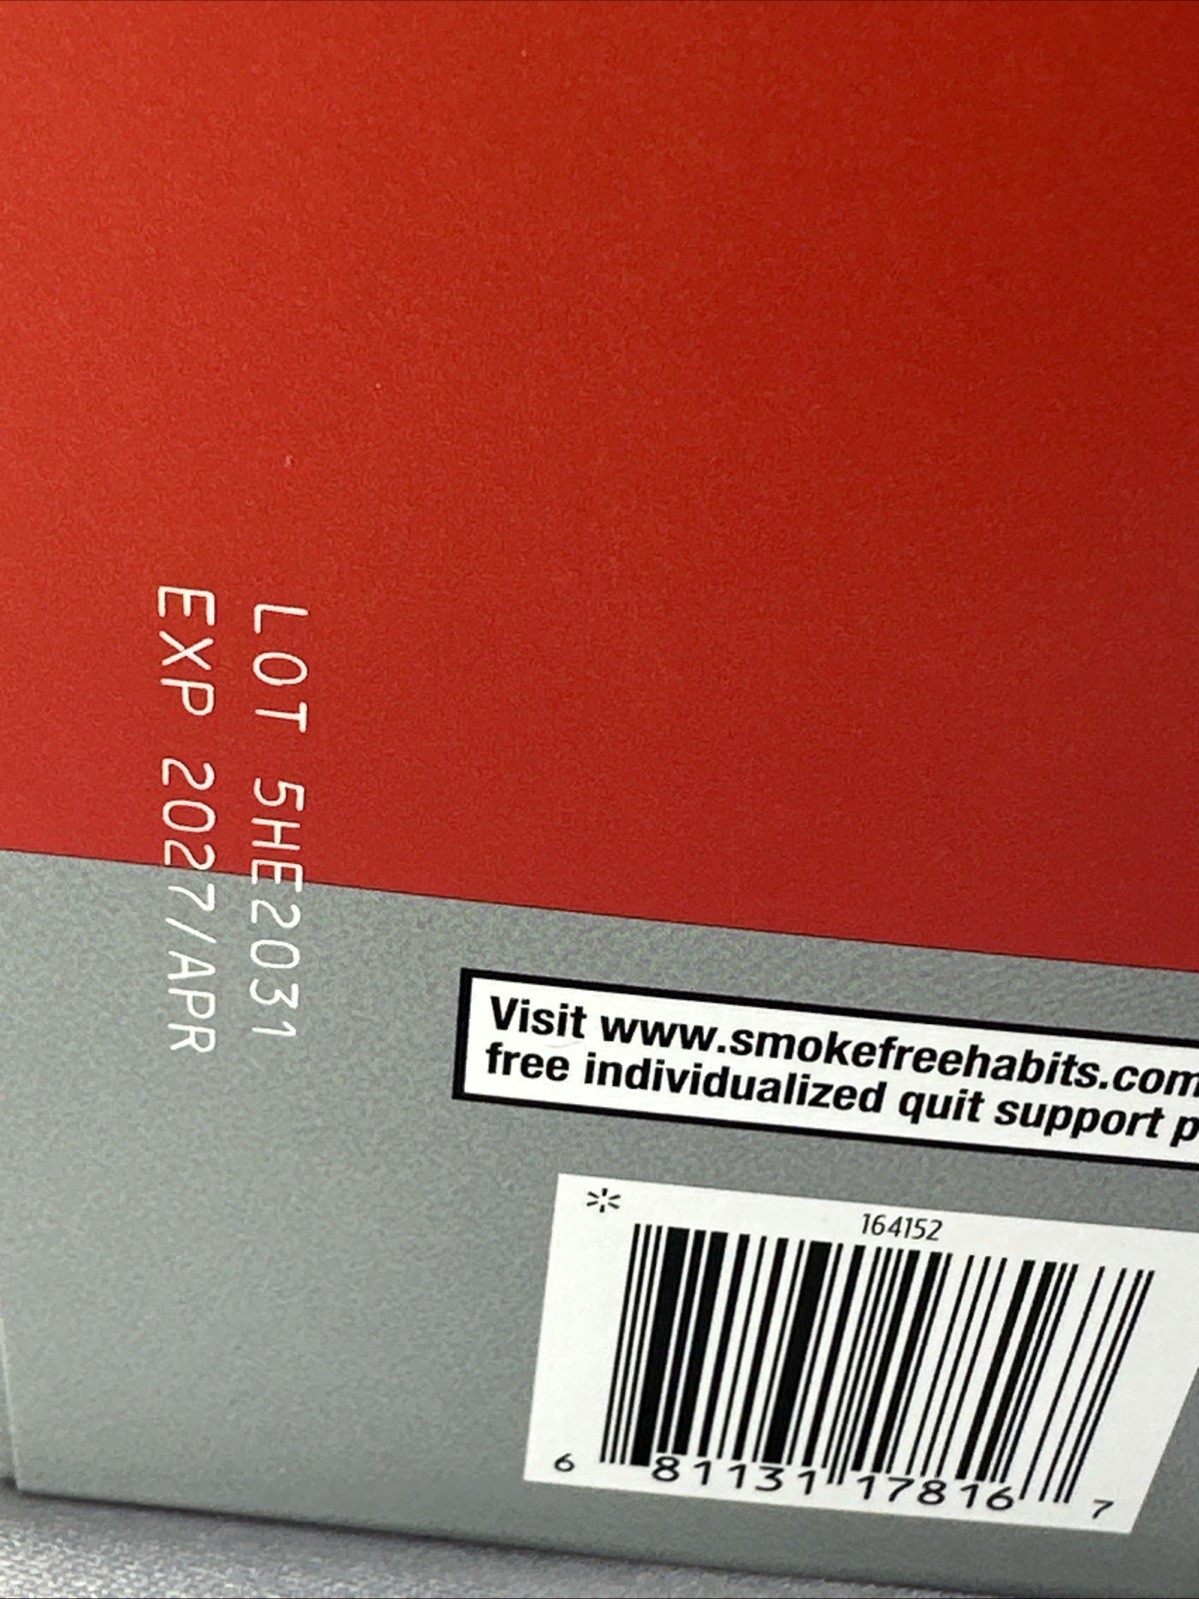 LOT 5HE2031
EXP 2027/APR
Visit www.smokefreehabits.com
free individualized quit support
164152
6 81131 17816 7